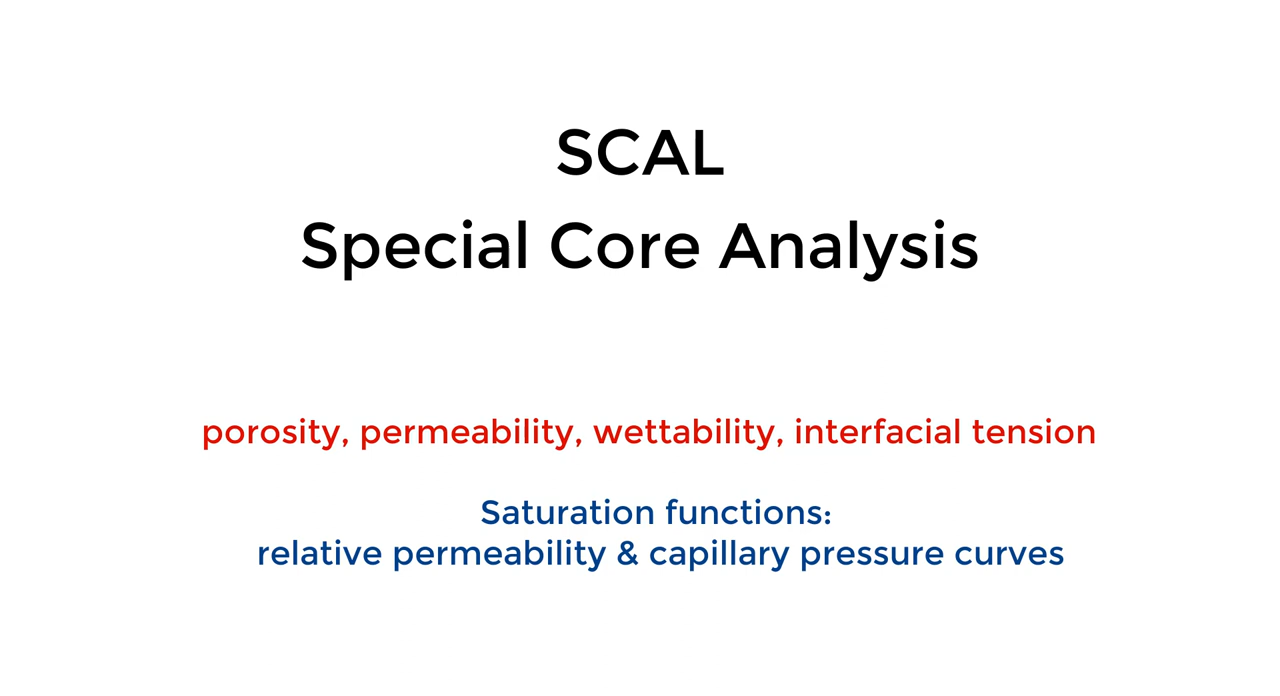 SCAL
Special Core Analysis
porosity, permeability, wettability, interfacial tension
Saturation functions:
relative permeability & capillary pressure curves